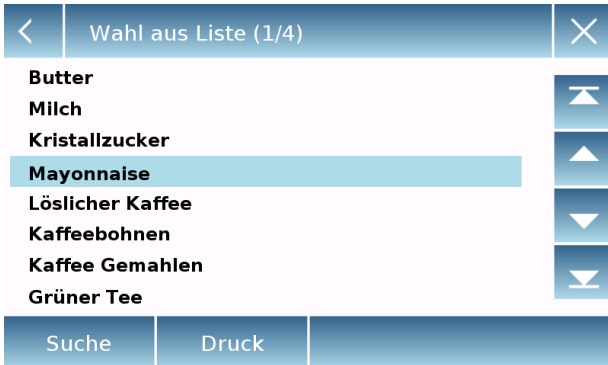 Wahl aus Liste (1/4)
Butter
Milch
Kristallzucker
Mayonnaise
Löslicher Kaffee
Kaffeebohnen
Kaffee Gemahlen
Grüner Tee
Suche
Druck